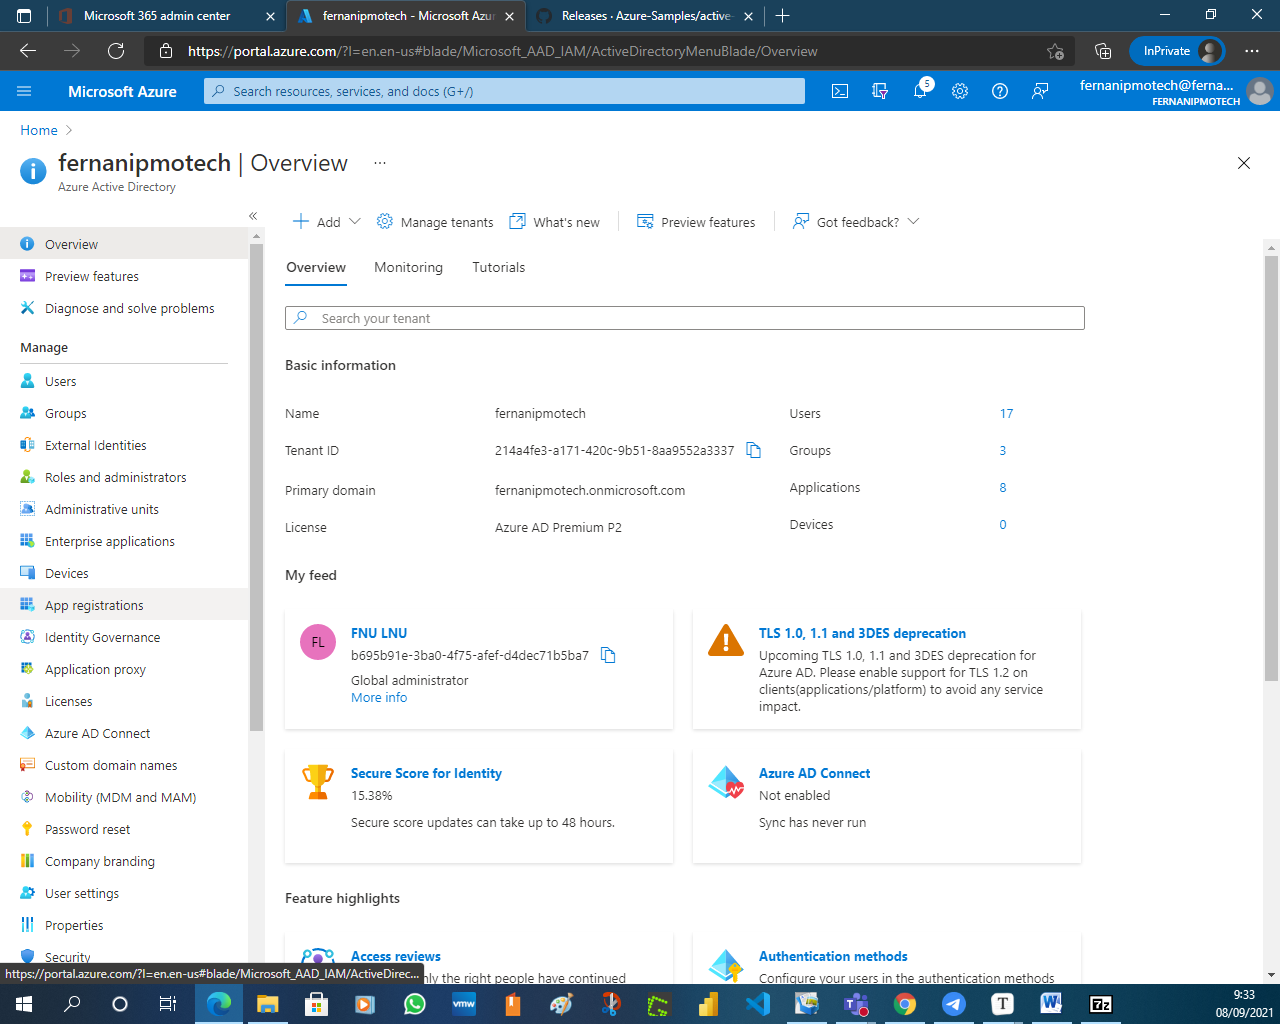 Microsoft 365 admin center
fernanipmotech - Microsoft Azur
Releases · Azure-Samples/active-
https://portal.azure.com/?l=en.en-us#blade/Microsoft_AAD_IAM/ActiveDirectoryMenuBlade/Overview
InPrivate
Microsoft Azure
Search resources, services, and docs (G+/)
5
fernanipmotech@ferna...
FERNANIPMOTECH
Home
fernanipmotech | Overview
Azure Active Directory
Add
Manage tenants
What's new
Preview features
Got feedback?
Overview
Preview features
Diagnose and solve problems
Manage
Users
Groups
External Identities
Roles and administrators
Administrative units
Enterprise applications
Devices
App registrations
Identity Governance
Application proxy
Licenses
Azure AD Connect
Custom domain names
Mobility (MDM and MAM)
Password reset
Company branding
User settings
Properties
Security
Overview
Monitoring
Tutorials
Search your tenant
Basic information
Name
fernanipmotech
Users
17
Tenant ID
214a4fe3-a171-420c-9b51-8aa9552a3337
Groups
3
Primary domain
fernanipmotech.onmicrosoft.com
Applications
8
License
Azure AD Premium P2
Devices
0
My feed
FL
FNU LNU
b695b91e-3ba0-4f75-afef-d4dec71b5ba7
Global administrator
More info
TLS 1.0, 1.1 and 3DES deprecation
Upcoming TLS 1.0, 1.1 and 3DES deprecation for
Azure AD. Please enable support for TLS 1.2 on
clients(applications/platform) to avoid any service
impact.
Secure Score for Identity
15.38%
Secure score updates can take up to 48 hours.
Azure AD Connect
Not enabled
Sync has never run
Feature highlights
Access reviews
the right people have continued
Authentication methods
Configure your users in the authentication methods
https://portal.azure.com/?l=en.en-us#blade/Microsoft_AAD_IAM/ActiveDirec...
vmw
T
W
7z
9:33
08/09/2021